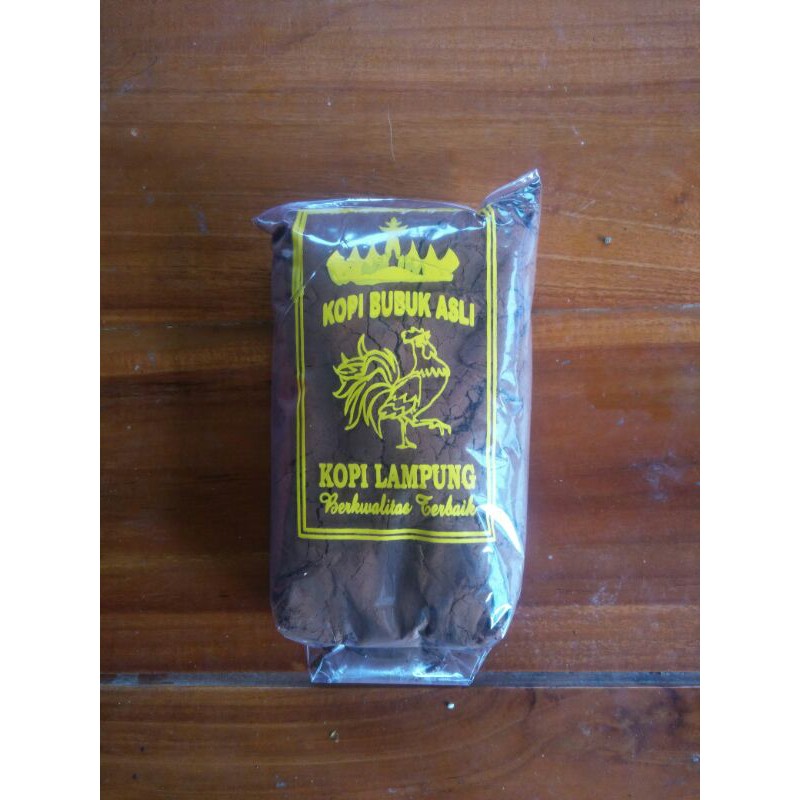 KOPI BUBUK ASLI
KOPI LAMPUNG
Berkwalitas Terbaik